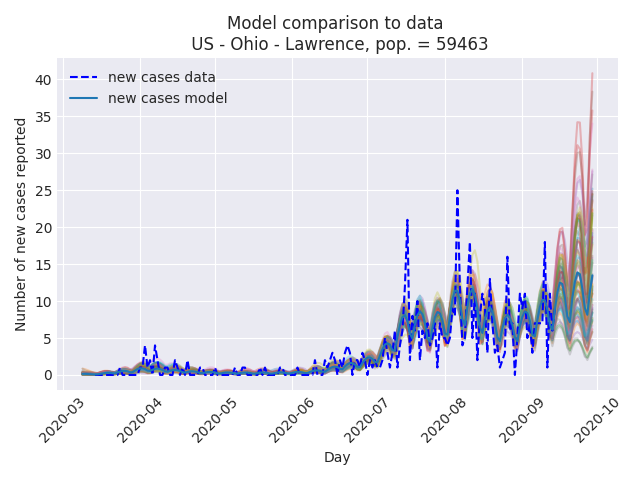 Model comparison to data
US - Ohio - Lawrence, pop. = 59463
new cases data
new cases model
Number of new cases reported
40
35
30
25
20
15
10
5
0
2020-03
2020-04
2020-05
2020-06
2020-07
2020-08
2020-09
2020-10
Day